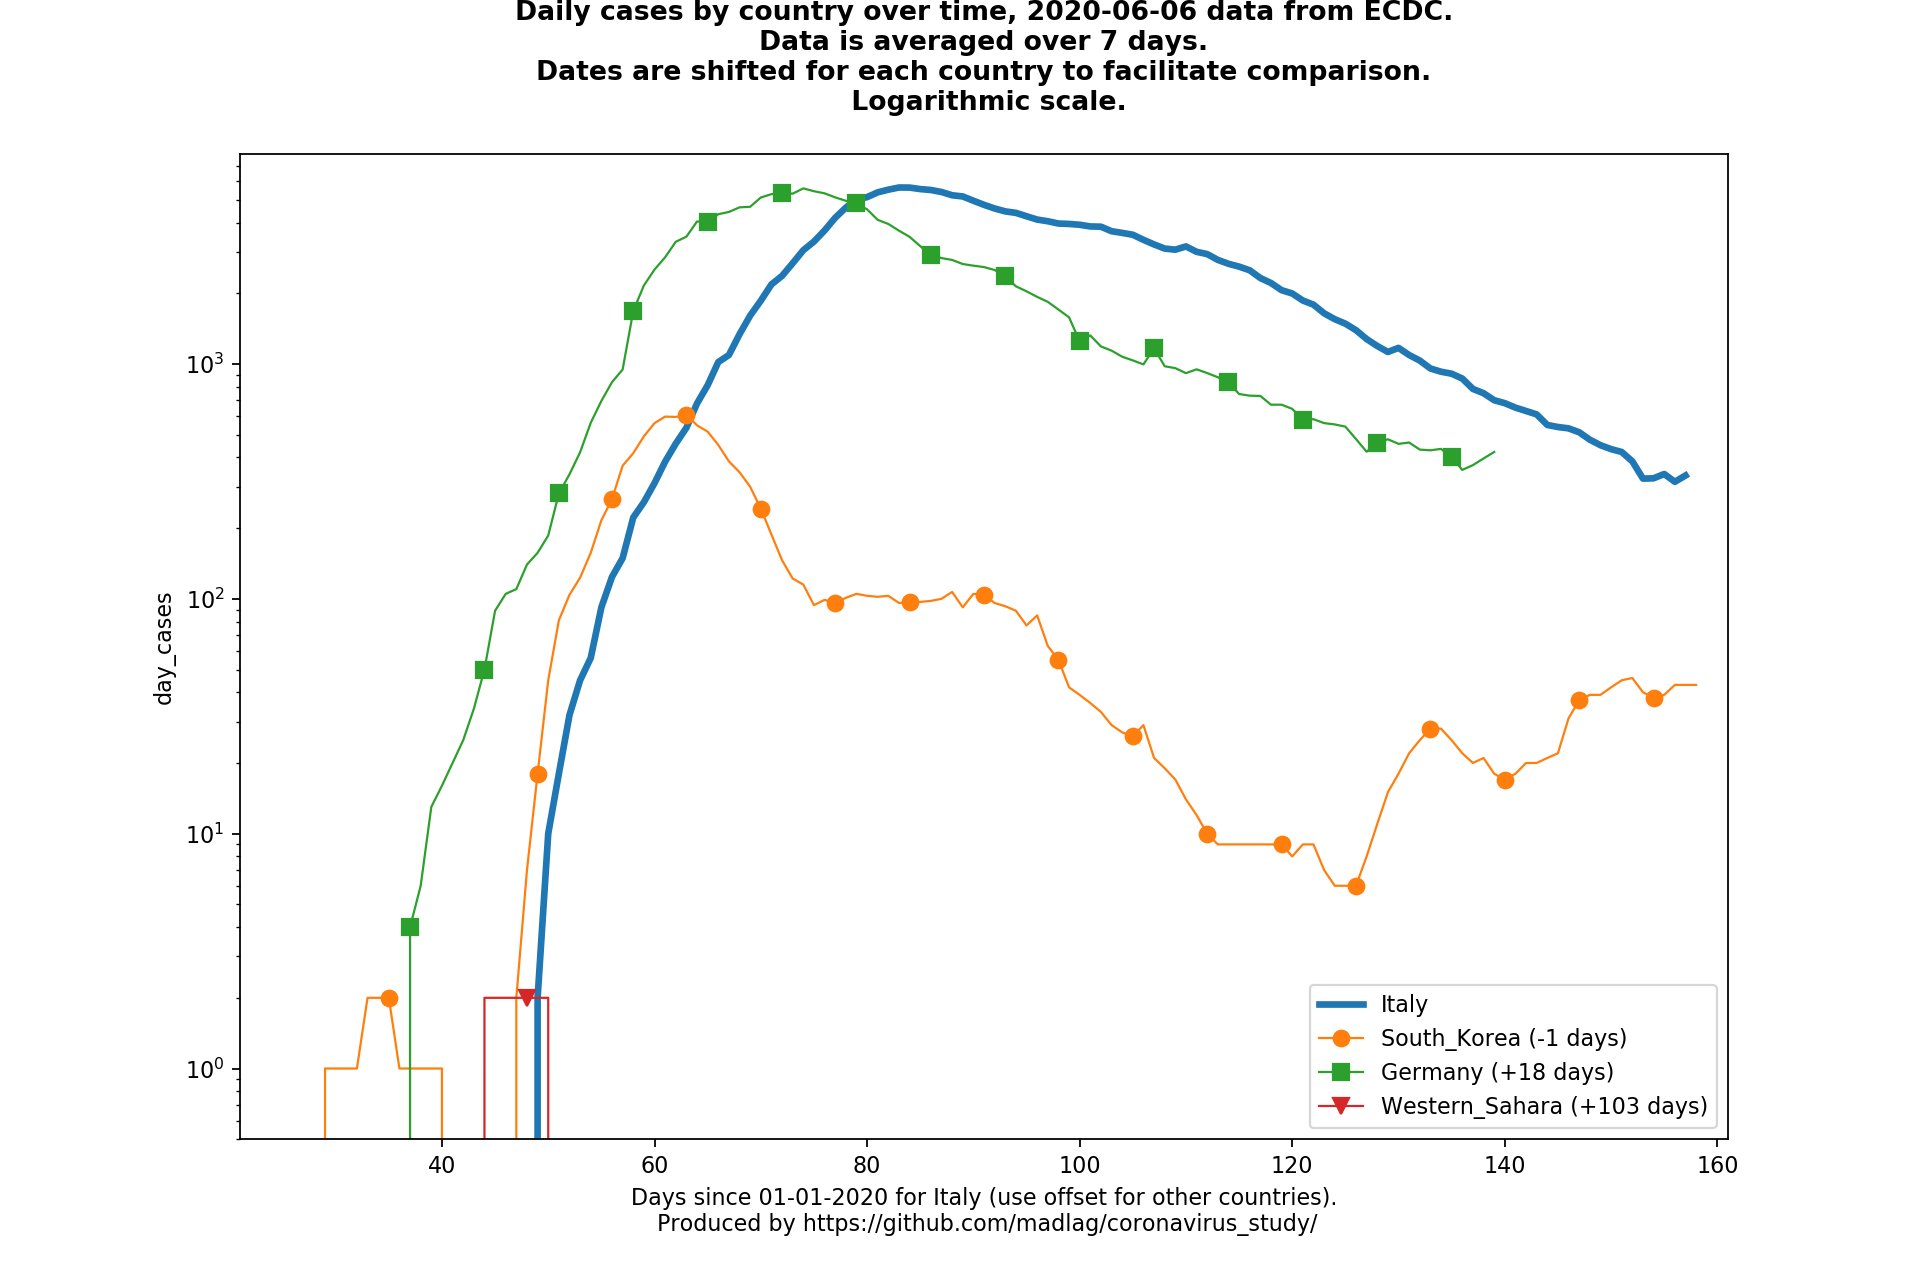 Daily cases by country over time, 2020-06-06 data from ECDC.
Data is averaged over 7 days.
Dates are shifted for each country to facilitate comparison.
Logarithmic scale.
10³
10²
10¹
10⁰
day_cases
Italy
South_Korea (-1 days)
Germany (+18 days)
Western_Sahara (+103 days)
40 60 80 100 120 140 160
Days since 01-01-2020 for Italy (use offset for other countries).
Produced by https://github.com/madlag/coronavirus_study/